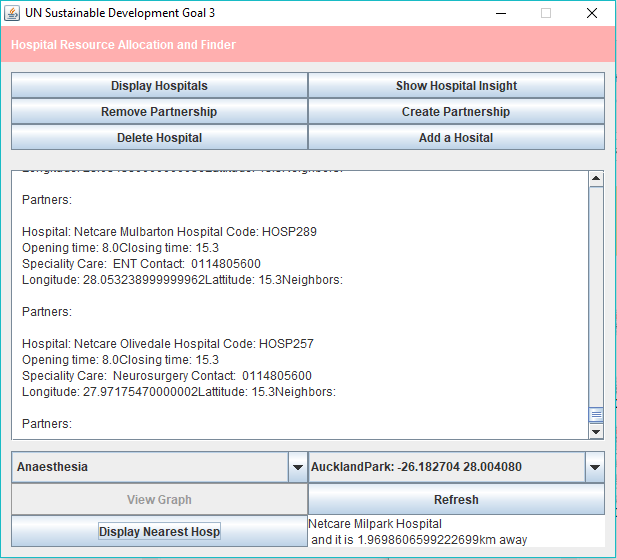 UN Sustainable Development Goal 3
Hospital Resource Allocation and Finder
Display Hospitals
Show Hospital Insight
Remove Partnership
Create Partnership
Delete Hospital
Add a Hosital
Partners:
Hospital: Netcare Mulbarton Hospital Code: HOSP289
Opening time: 8.0Closing time: 15.3
Speciality Care:  ENT Contact:  0114805600
Longitude: 28.053238999999962Lattitude: 15.3Neighbors:
Partners:
Hospital: Netcare Olivedale Hospital Code: HOSP257
Opening time: 8.0Closing time: 15.3
Speciality Care:  Neurosurgery Contact:  0114805600
Longitude: 27.97175470000002Lattitude: 15.3Neighbors:
Partners:
Anaesthesia
AucklandPark: -26.182704 28.004080
View Graph
Refresh
Display Nearest Hosp
Netcare Milpark Hospital
and it is 1.9698606599222699km away